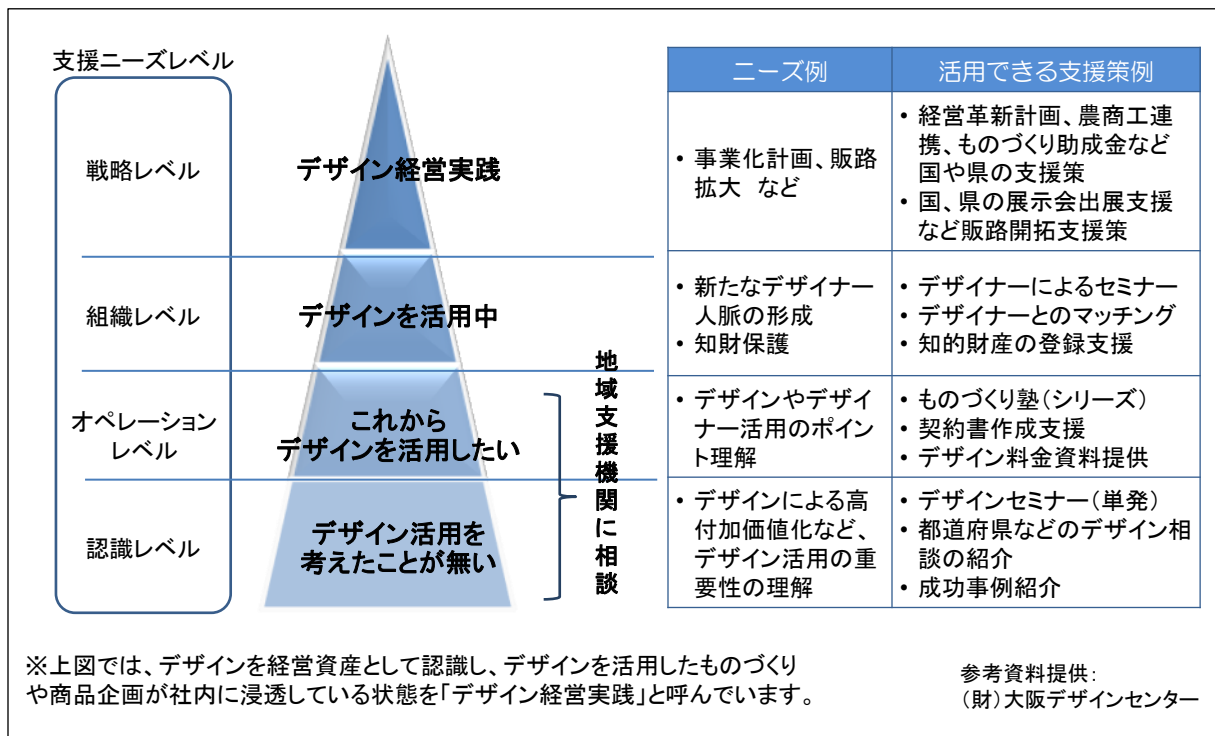 支援ニーズレベル
戦略レベル
組織レベル
オペレーション
レベル
認識レベル
デザイン経営実践
デザインを活用中
これから
デザインを活用したい
デザイン活用を
考えたことが無い
地域支援機関に相談
ニーズ例
活用できる支援策例
・事業化計画、販路
拡大 など
・経営革新計画、農商工連
携、ものづくり助成金など
国や県の支援策
・国、県の展示会出展支援
など販路開拓支援策
・新たなデザイナー
人脈の形成
・知財保護
・デザイナーによるセミナー
・デザイナーとのマッチング
・知的財産の登録支援
・デザインやデザイ
ナー活用のポイン
ト理解
・ものづくり塾(シリーズ)
・契約書作成支援
・デザイン料金資料提供
・デザインによる高
付加価値化など、
デザイン活用の重
要性の理解
・デザインセミナー(単発)
・都道府県などのデザイン相
談の紹介
・成功事例紹介
※上図では、デザインを経営資産として認識し、デザインを活用したものづくり
や商品企画が社内に浸透している状態を「デザイン経営実践」と呼んでいます。
参考資料提供:
(財)大阪デザインセンター